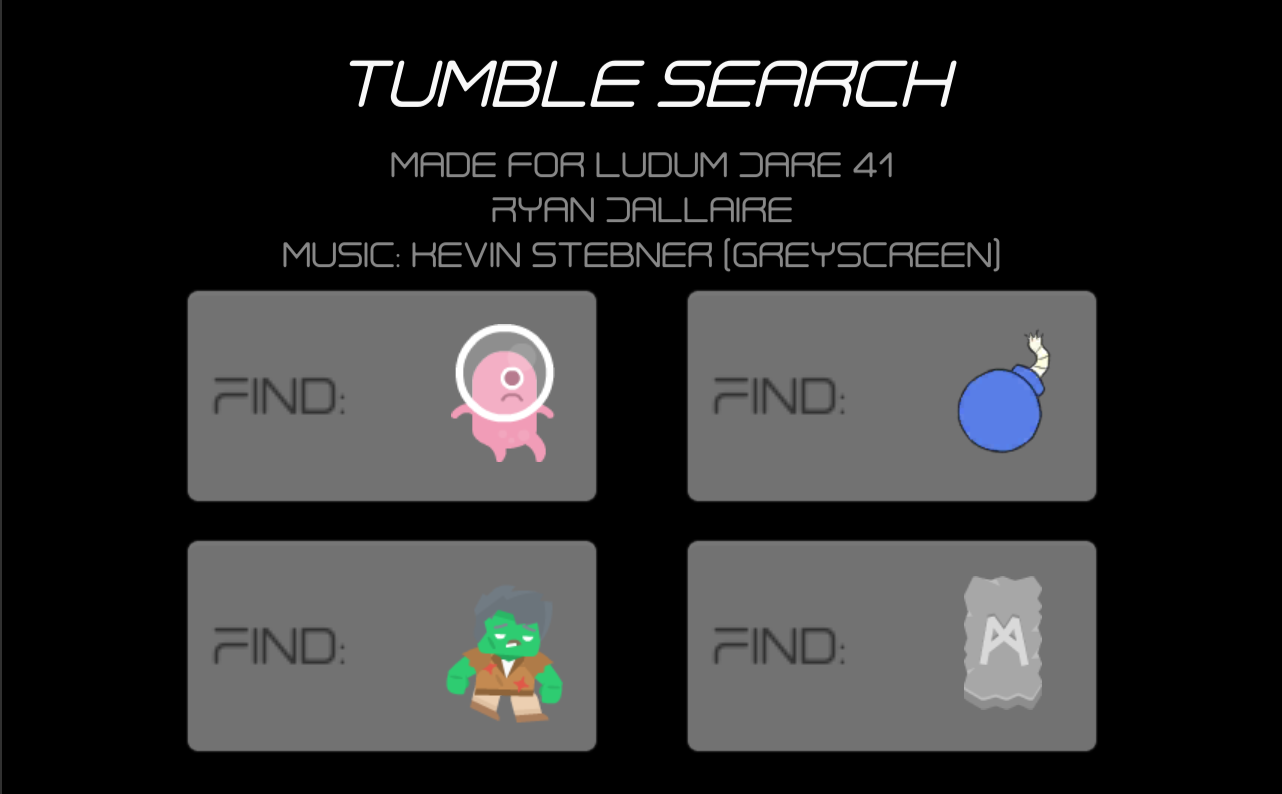 TUMBLE SEARCH
MADE FOR LUDUM DARE 41
RYAN DALLAIRE
MUSIC: KEVIN STEBNER (GREYSCREEN)
FIND:
FIND:
FIND:
FIND: